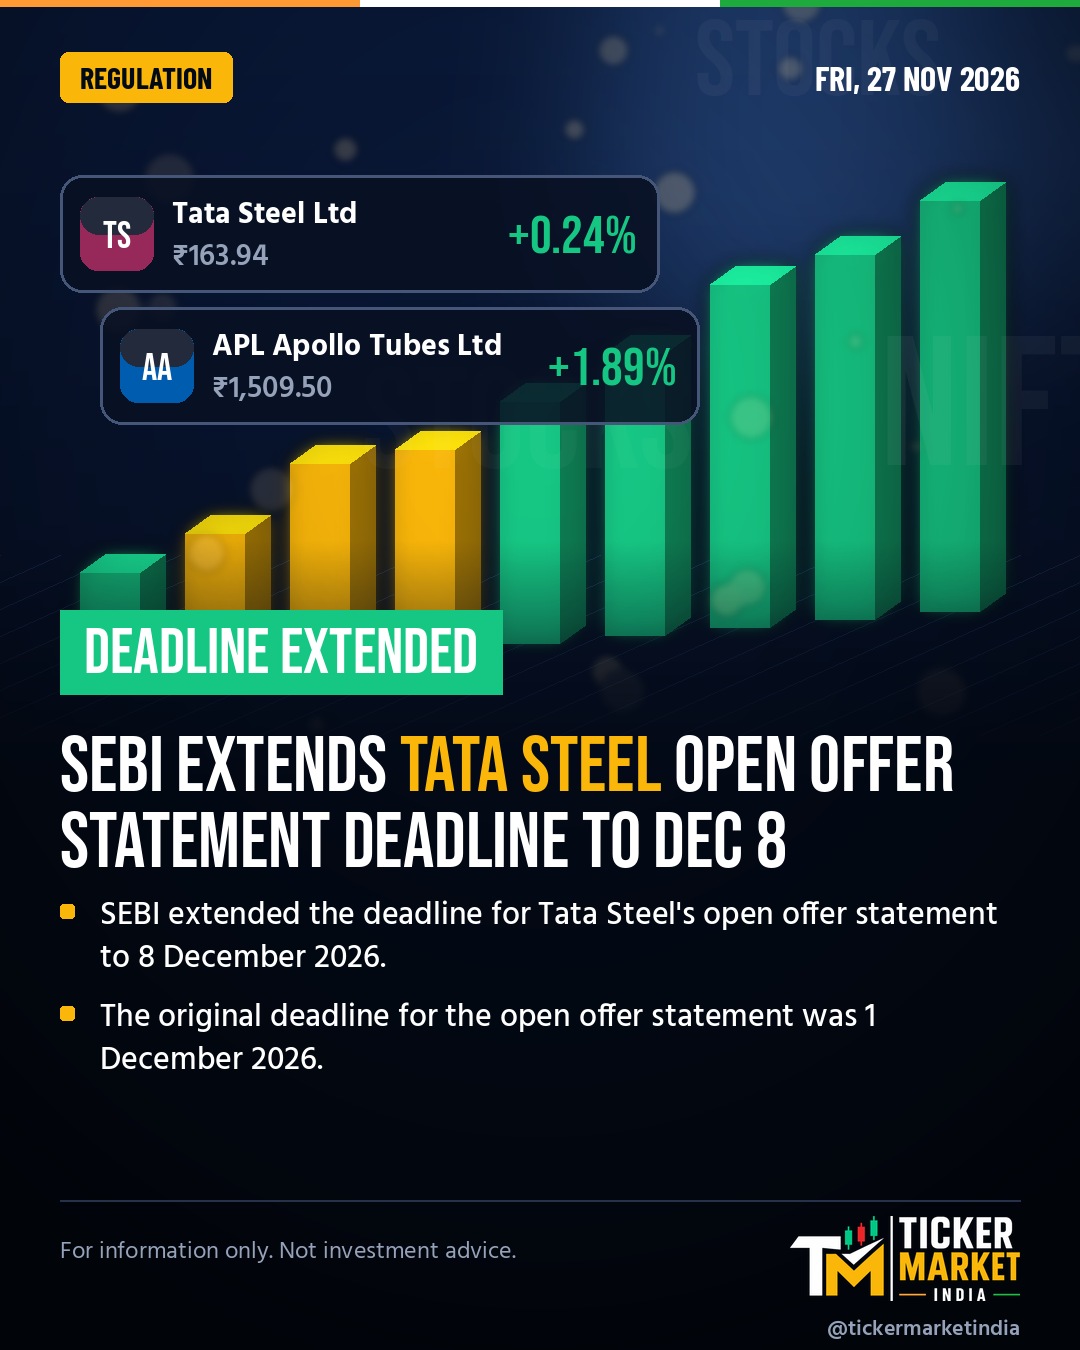 STOCKS
REGULATION
FRI, 27 NOV 2026
TS
Tata Steel Ltd
₹163.94
+0.24%
AA
APL Apollo Tubes Ltd
₹1,509.50
+1.89%
NIF
DEADLINE EXTENDED
SEBI EXTENDS TATA STEEL OPEN OFFER
STATEMENT DEADLINE TO DEC 8
SEBI extended the deadline for Tata Steel's open offer statement
to 8 December 2026.
The original deadline for the open offer statement was 1
December 2026.
For information only. Not investment advice.
TM
TICKER
MARKET
INDIA
@tickermarketindia